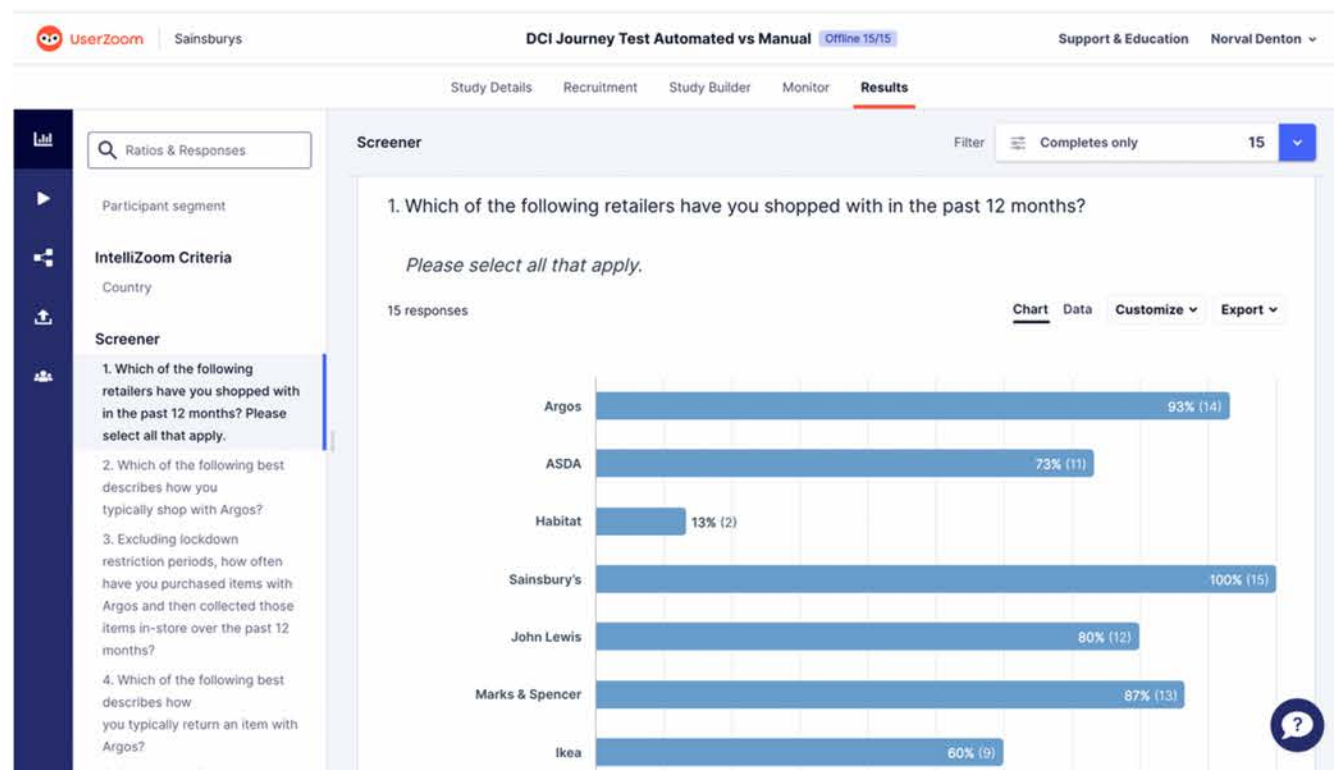 UserZoom
Sainsburys
DCI Journey Test Automated vs Manual
Offline 15/15
Support & Education
Norval Denton
Study Details
Recruitment
Study Builder
Monitor
Results
Ratios & Responses
Participant segment
IntelliZoom Criteria
Country
Screener
1. Which of the following
retailers have you shopped with
in the past 12 months? Please
select all that apply.
2. Which of the following best
describes how you
typically shop with Argos?
3. Excluding lockdown
restriction periods, how often
have you purchased items with
Argos and then collected those
items in-store over the past 12
months?
4. Which of the following best
describes how
you typically return an item with
Argos?
Screener
Filter
Completes only
15
1. Which of the following retailers have you shopped with in the past 12 months?
Please select all that apply.
15 responses
Chart
Data
Customize
Export
Argos
93% (14)
ASDA
73% (11)
Habitat
13% (2)
Sainsbury's
100% (15)
John Lewis
80% (12)
Marks & Spencer
87% (13)
Ikea
60% (9)
?